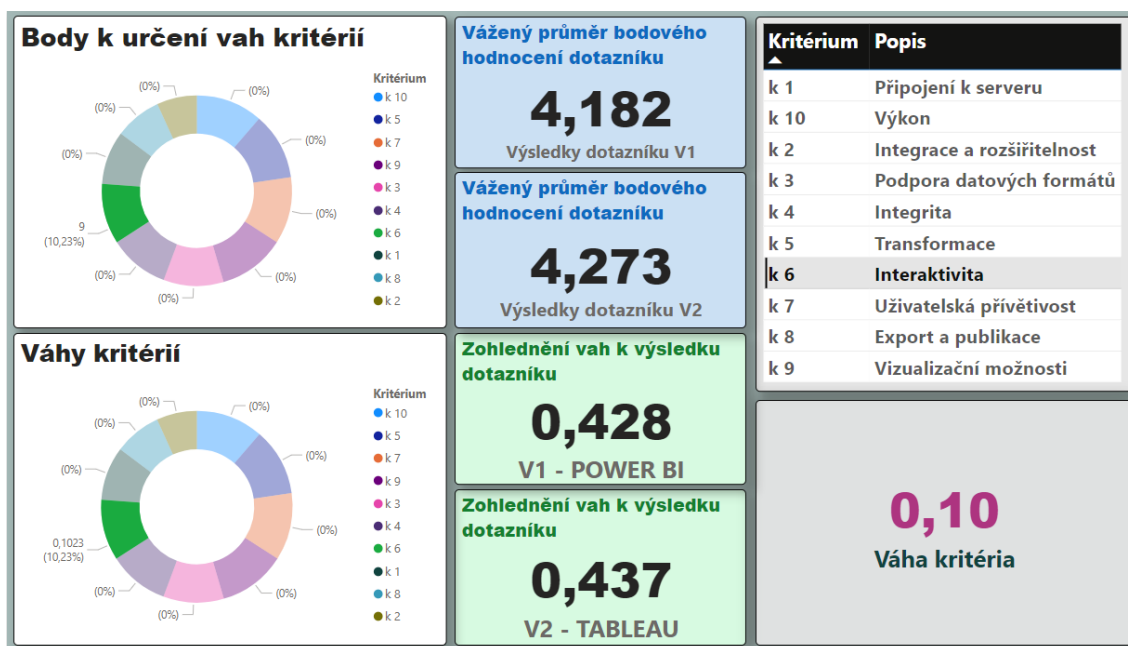 Body k určení vah kritérií
(0%)
(0%)
(0%)
(0%)
(0%)
(0%)
(0%)
(0%)
9
(10,23%)
(0%)
Kritérium
k 10
k 5
k 7
k 9
k 3
k 4
k 6
k 1
k 8
k 2
Váhy kritérií
(0%)
(0%)
(0%)
(0%)
(0%)
(0%)
(0%)
(0%)
0,1023
(10,23%)
(0%)
Kritérium
k 10
k 5
k 7
k 9
k 3
k 4
k 6
k 1
k 8
k 2
Vážený průměr bodového
hodnocení dotazníku
4,182
Výsledky dotazníku V1
Vážený průměr bodového
hodnocení dotazníku
4,273
Výsledky dotazníku V2
Zohlednění vah k výsledku
dotazníku
0,428
V1 - POWER BI
Zohlednění vah k výsledku
dotazníku
0,437
V2 - TABLEAU
Kritérium Popis
k 1 Připojení k serveru
k 10 Výkon
k 2 Integrace a rozšiřitelnost
k 3 Podpora datových formátů
k 4 Integrita
k 5 Transformace
k 6 Interaktivita
k 7 Uživatelská přívětivost
k 8 Export a publikace
k 9 Vizualizační možnosti
0,10
Váha kritéria